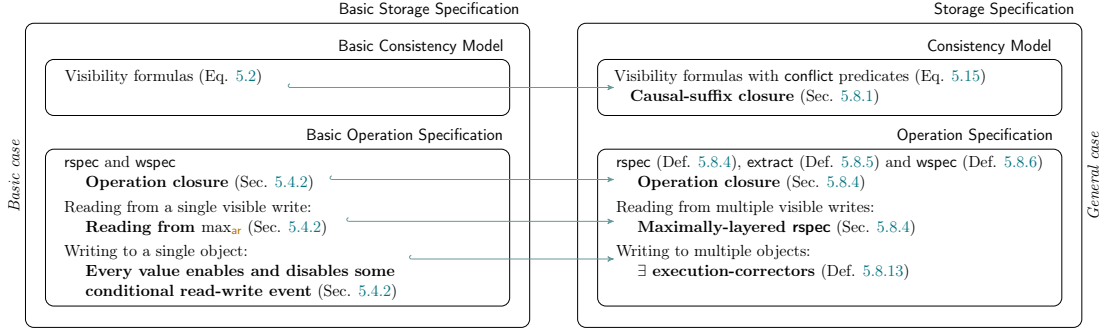 Basic Storage Specification
Basic Consistency Model
Visibility formulas (Eq. 5.2)
Basic Operation Specification
rspec and wspec
Operation closure (Sec. 5.4.2)
Reading from a single visible write:
Reading from max_ar (Sec. 5.4.2)
Writing to a single object:
Every value enables and disables some
conditional read-write event (Sec. 5.4.2)
Basic case
Storage Specification
Consistency Model
Visibility formulas with conflict predicates (Eq. 5.15)
Causal-suffix closure (Sec. 5.8.1)
Operation Specification
rspec (Def. 5.8.4), extract (Def. 5.8.5) and wspec (Def. 5.8.6)
Operation closure (Sec. 5.8.4)
Reading from multiple visible writes:
Maximally-layered rspec (Sec. 5.8.4)
Writing to multiple objects:
∃ execution-correctors (Def. 5.8.13)
General case